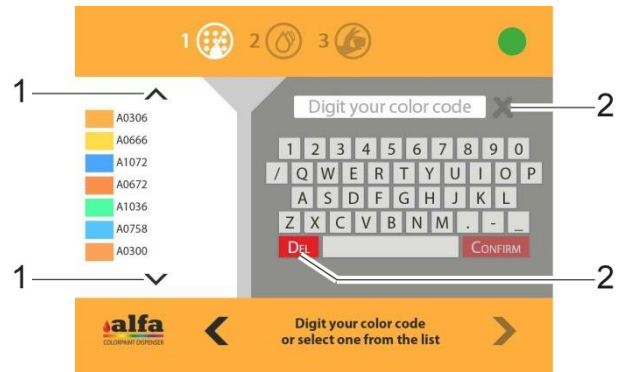 1 2 3
1
A0306
A0666
A1072
A0672
A1036
A0758
A0300
1
Digit your color code
2
1 2 3 4 5 6 7 8 9 0
/ Q W E R T Y U I O P
A S D F G H J K L
Z X C V B N M . - _
DEL CONFIRM
2
alfa
COLORPAINT DISPENSER
Digit your color code
or select one from the list